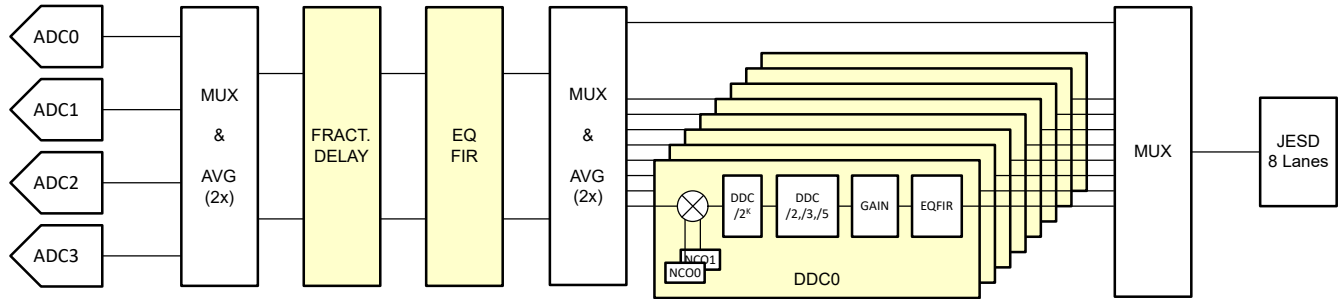 ADC0
ADC1
ADC2
ADC3
MUX
&
AVG
(2x)
FRACT.
DELAY
EQ
FIR
MUX
&
AVG
(2x)
DDC
/2ᴷ
DDC
/2,/3,/5
GAIN
EQFIR
NCO1
NCO0
DDC0
MUX
JESD
8 Lanes